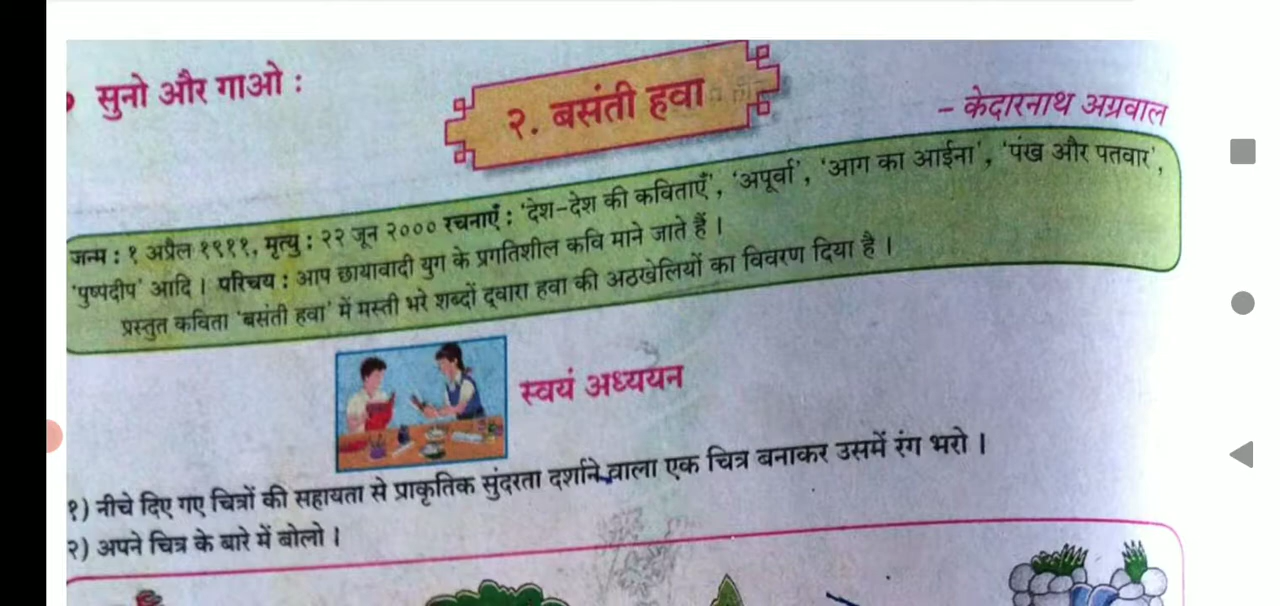 सुनो और गाओ :
२. बसंती हवा
– केदारनाथ अग्रवाल
जन्म : १ अप्रैल १९११, मृत्यु : २२ जून २००० रचनाएँ : ‘देश-देश की कविताएँ’, ‘अपूर्वा’, ‘आग का आईना’, ‘पंख और पतवार’,
‘पुष्पदीप’ आदि । परिचय : आप छायावादी युग के प्रगतिशील कवि माने जाते हैं ।
प्रस्तुत कविता ‘बसंती हवा’ में मस्ती भरे शब्दों द्वारा हवा की अठखेलियों का विवरण दिया है ।
स्वयं अध्ययन
१) नीचे दिए गए चित्रों की सहायता से प्राकृतिक सुंदरता दर्शाने वाला एक चित्र बनाकर उसमें रंग भरो ।
२) अपने चित्र के बारे में बोलो ।